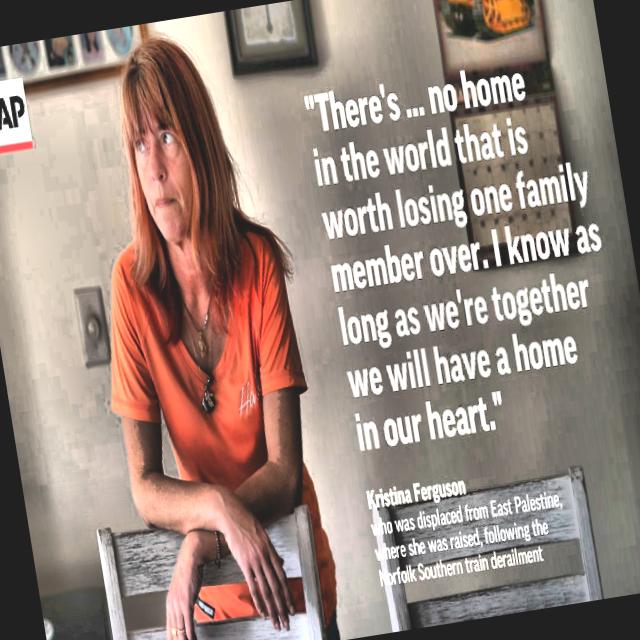 AP
"There's ... no home
in the world that is
worth losing one family
member over. I know as
long as we're together
we will have a home
in our heart."
Kristina Ferguson
who was displaced from East Palestine,
where she was raised, following the
Norfolk Southern train derailment